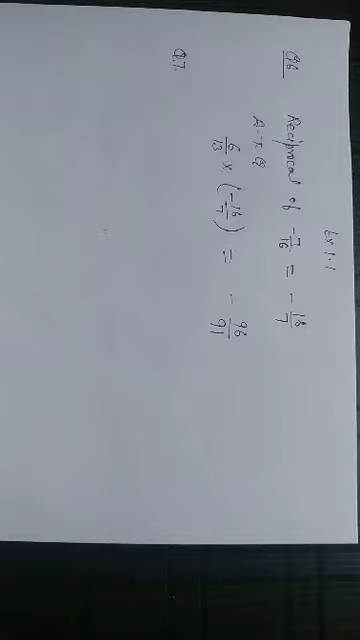 Ex 1.1
Q6 Reciprocal of -7/16 = -16/7
A.T.Q
6/13 x (-16/7) = -96/91
Q.7.